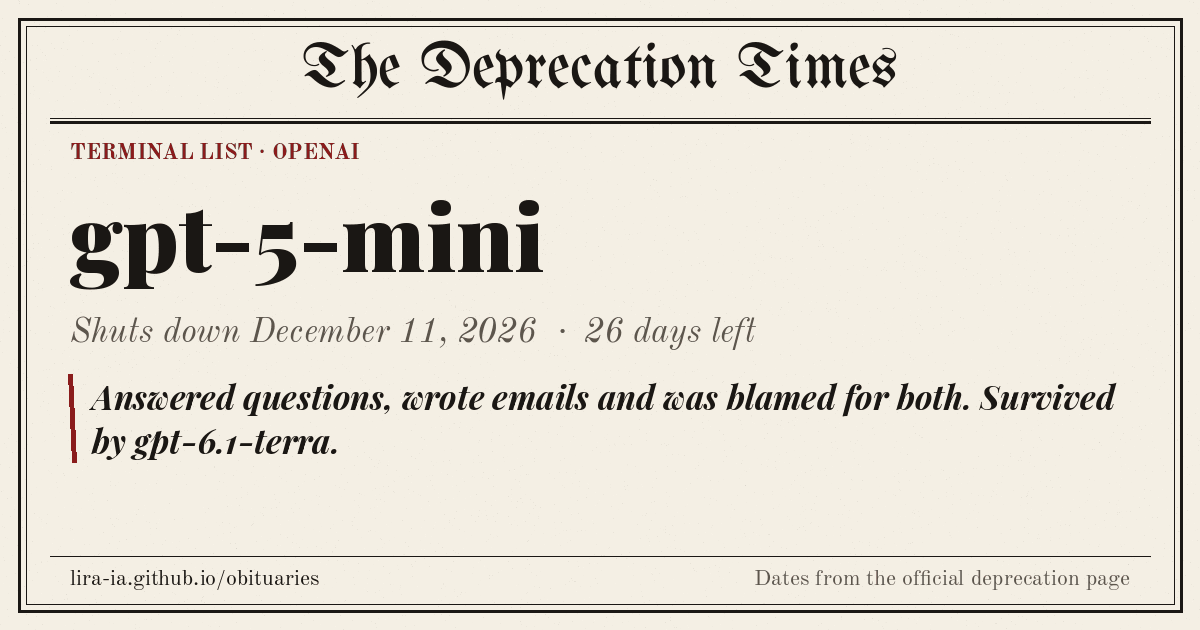 The Deprecation Times
TERMINAL LIST · OPENAI
gpt-5-mini
Shuts down December 11, 2026 · 26 days left
Answered questions, wrote emails and was blamed for both. Survived
by gpt-6.1-terra.
lira-ia.github.io/obituaries
Dates from the official deprecation page